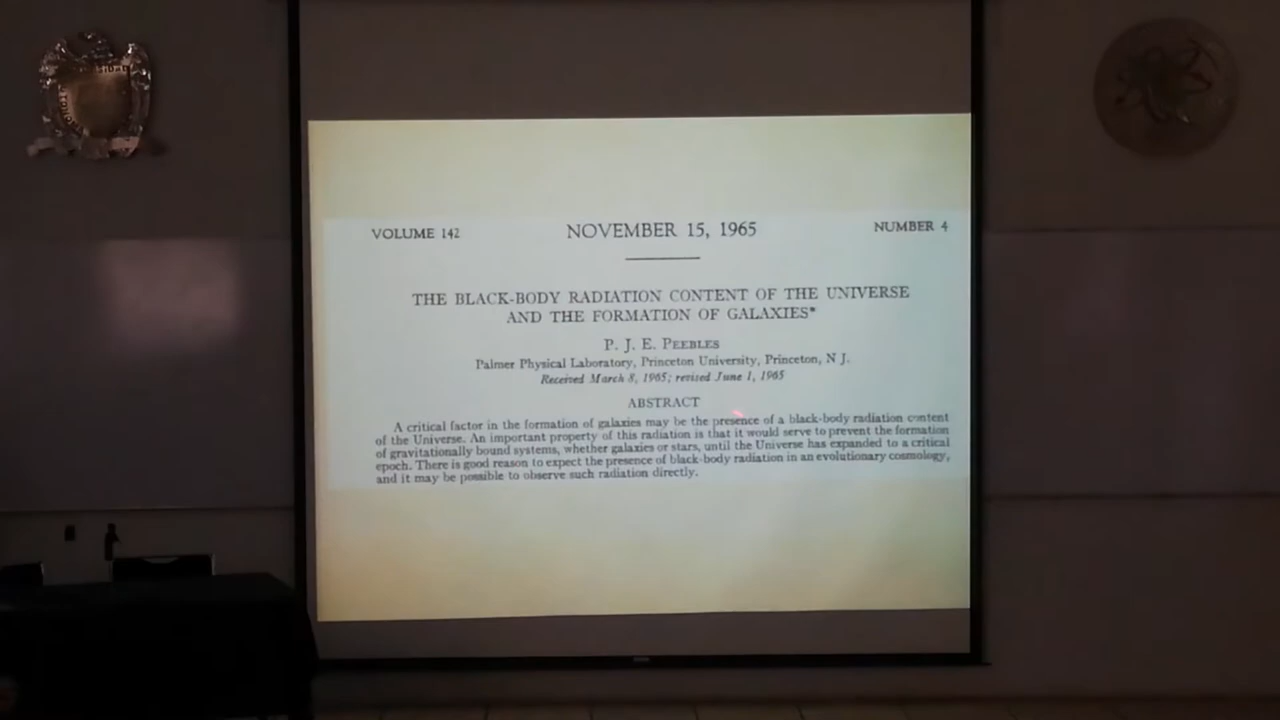 VOLUME 142
NOVEMBER 15, 1965
NUMBER 4
THE BLACK-BODY RADIATION CONTENT OF THE UNIVERSE
AND THE FORMATION OF GALAXIES*
P. J. E. PEEBLES
Palmer Physical Laboratory, Princeton University, Princeton, N J.
Received March 8, 1965; revised June 1, 1965
ABSTRACT
A critical factor in the formation of galaxies may be the presence of a black-body radiation content
of the Universe. An important property of this radiation is that it would serve to prevent the formation
of gravitationally bound systems, whether galaxies or stars, until the Universe has expanded to a critical
epoch. There is good reason to expect the presence of black-body radiation in an evolutionary cosmology,
and it may be possible to observe such radiation directly.